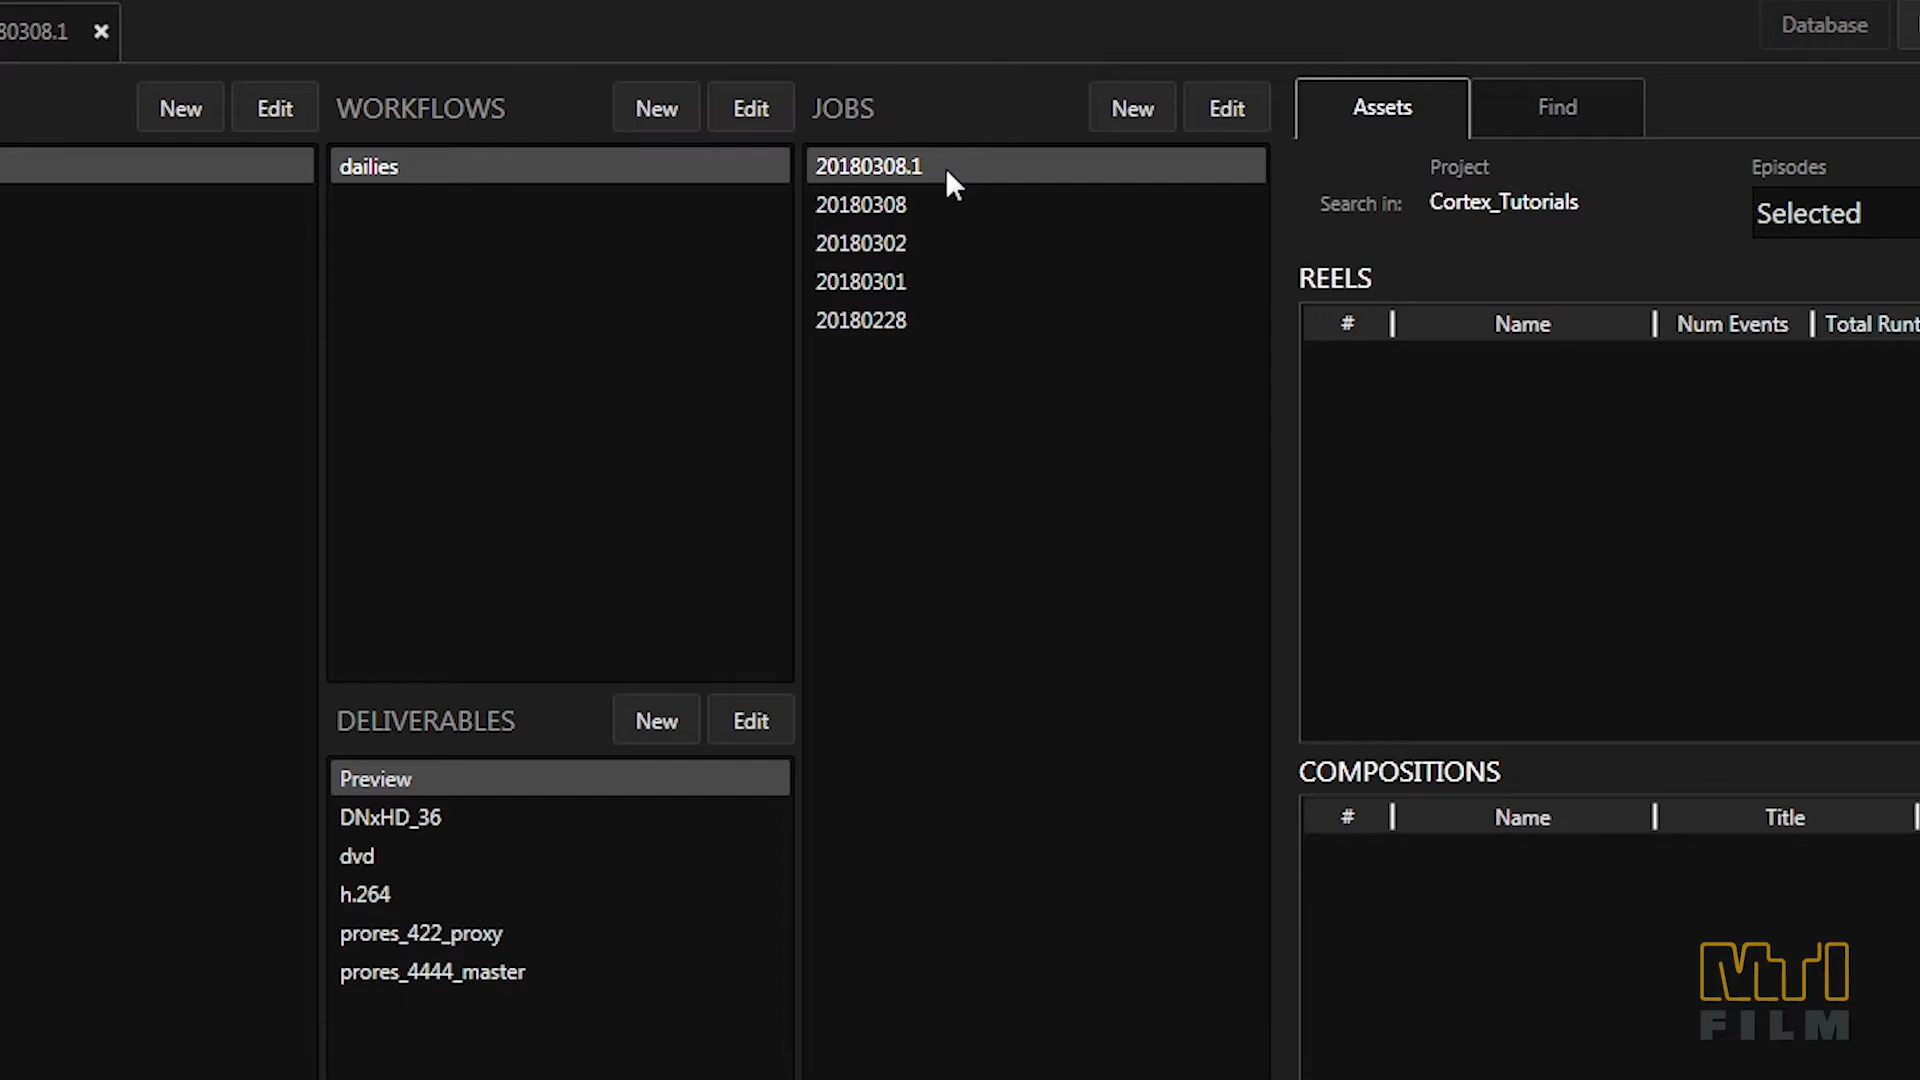 80308.1
Database
New Edit WORKFLOWS New Edit JOBS New Edit Assets Find
dailies
20180308.1
20180308
20180302
20180301
20180228
Project Episodes
Search in: Cortex_Tutorials Selected
REELS
# Name Num Events Total Runt
DELIVERABLES New Edit
Preview
DNxHD_36
dvd
h.264
prores_422_proxy
prores_4444_master
COMPOSITIONS
# Name Title
MTI
FILM